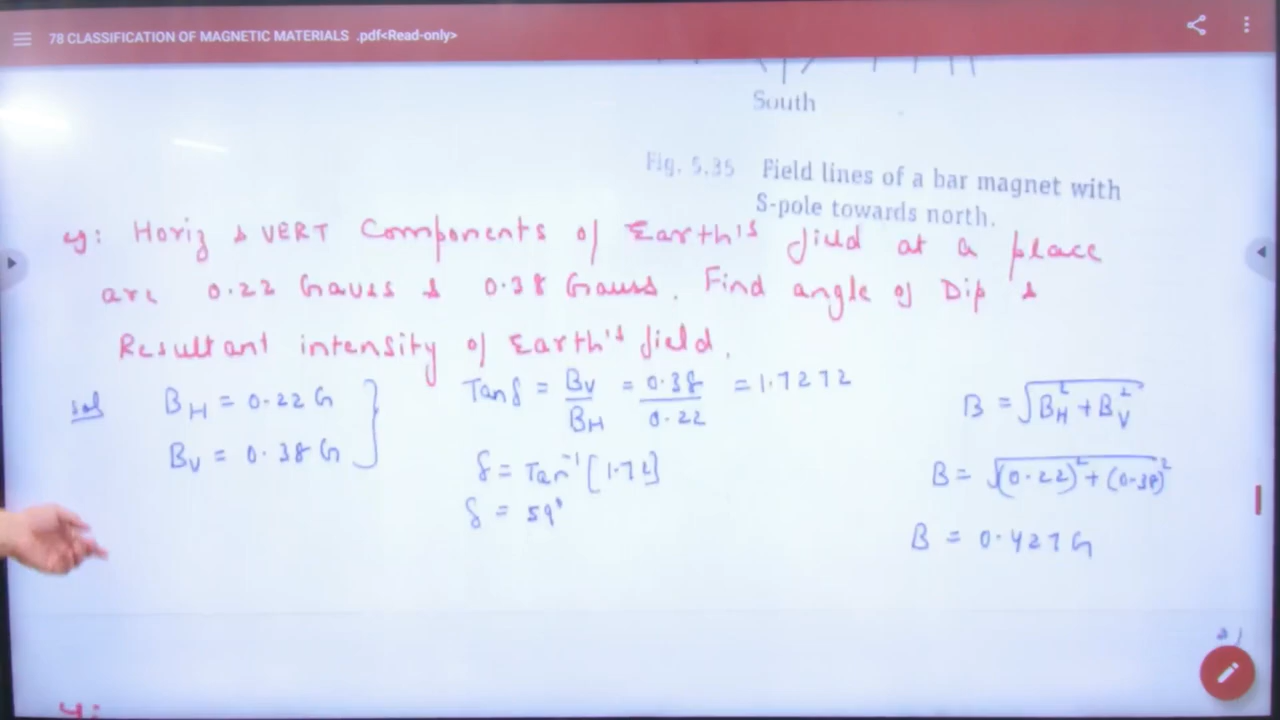 78 CLASSIFICATION OF MAGNETIC MATERIALS .pdf<Read-only>
South
Fig. 5.35 Field lines of a bar magnet with
S-pole towards north.
eg: Horiz & VERT Components of Earth's field at a place
are 0.22 Gauss & 0.38 Gauss. Find angle of Dip &
Resultant intensity of Earth's field.
sol B_H = 0.22 G
B_V = 0.38 G
Tan δ = B_V/B_H = 0.38/0.22 = 1.7272
δ = Tan⁻¹ [1.72]
δ = 59°
B = √(B_H² + B_V²)
B = √((0.22)² + (0.38)²)
B = 0.427 G